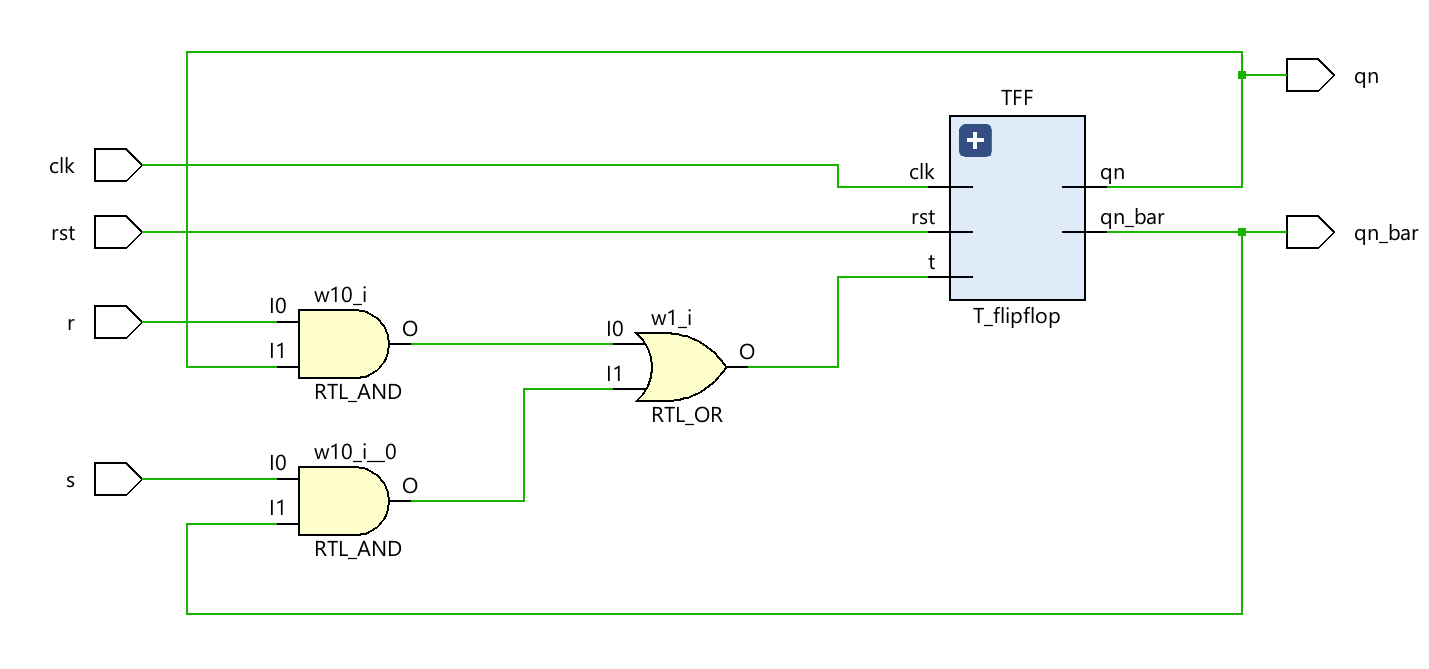 TFF
qn
clk
clk
qn
rst
rst
qn_bar
qn_bar
t
r
I0
w10_i
I1
O
RTL_AND
I0
w1_i
I1
O
RTL_OR
T_flipflop
s
I0
w10_i__0
I1
O
RTL_AND